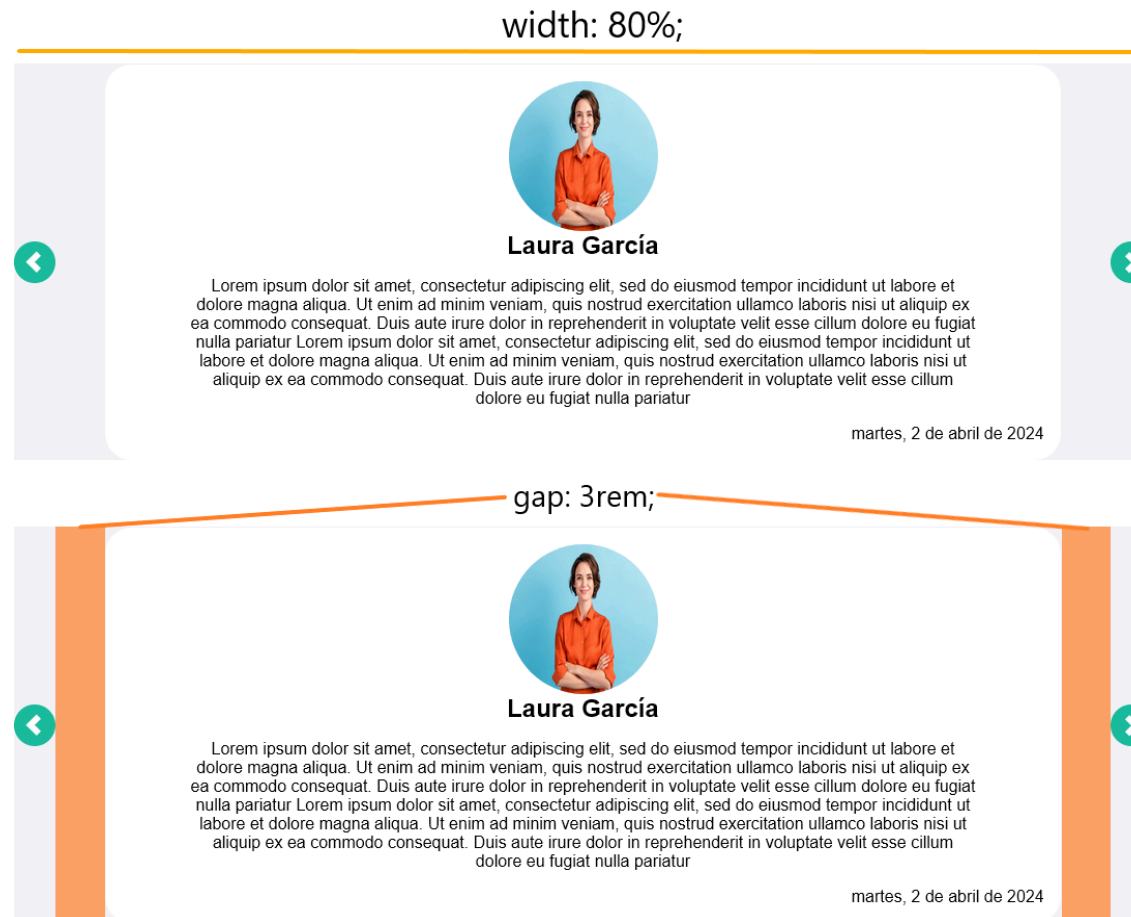 width: 80%;
Laura García
Lorem ipsum dolor sit amet, consectetur adipiscing elit, sed do eiusmod tempor incididunt ut labore et
dolore magna aliqua. Ut enim ad minim veniam, quis nostrud exercitation ullamco laboris nisi ut aliquip ex
ea commodo consequat. Duis aute irure dolor in reprehenderit in voluptate velit esse cillum dolore eu fugiat
nulla pariatur Lorem ipsum dolor sit amet, consectetur adipiscing elit, sed do eiusmod tempor incididunt ut
labore et dolore magna aliqua. Ut enim ad minim veniam, quis nostrud exercitation ullamco laboris nisi ut
aliquip ex ea commodo consequat. Duis aute irure dolor in reprehenderit in voluptate velit esse cillum
dolore eu fugiat nulla pariatur
martes, 2 de abril de 2024
gap: 3rem;
Laura García
Lorem ipsum dolor sit amet, consectetur adipiscing elit, sed do eiusmod tempor incididunt ut labore et
dolore magna aliqua. Ut enim ad minim veniam, quis nostrud exercitation ullamco laboris nisi ut aliquip ex
ea commodo consequat. Duis aute irure dolor in reprehenderit in voluptate velit esse cillum dolore eu fugiat
nulla pariatur Lorem ipsum dolor sit amet, consectetur adipiscing elit, sed do eiusmod tempor incididunt ut
labore et dolore magna aliqua. Ut enim ad minim veniam, quis nostrud exercitation ullamco laboris nisi ut
aliquip ex ea commodo consequat. Duis aute irure dolor in reprehenderit in voluptate velit esse cillum
dolore eu fugiat nulla pariatur
martes, 2 de abril de 2024